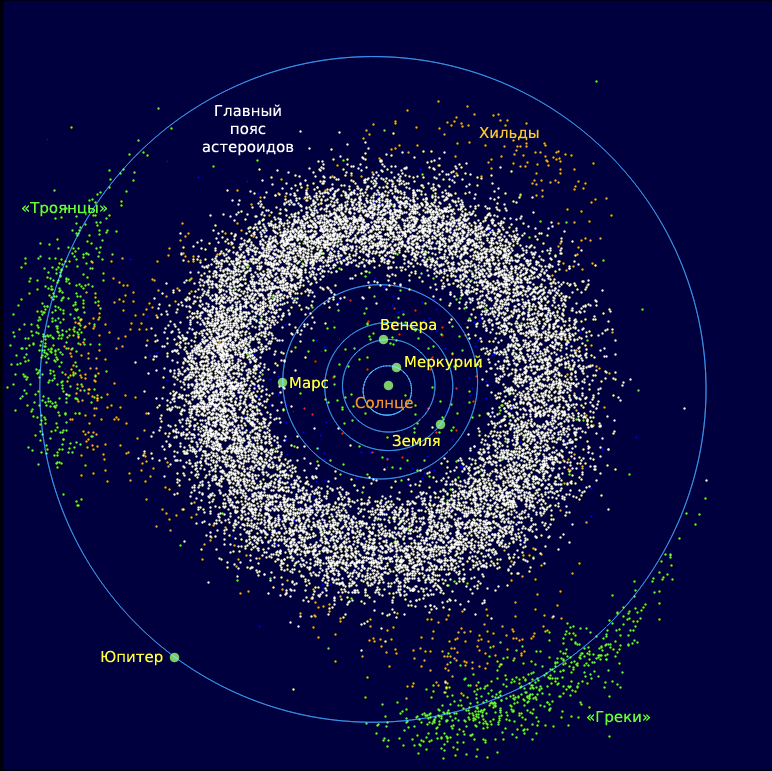 Главный
пояс
астероидов
Хильды
«Троянцы»
Венера
Меркурий
Марс
Солнце
Земля
Юпитер
«Греки»